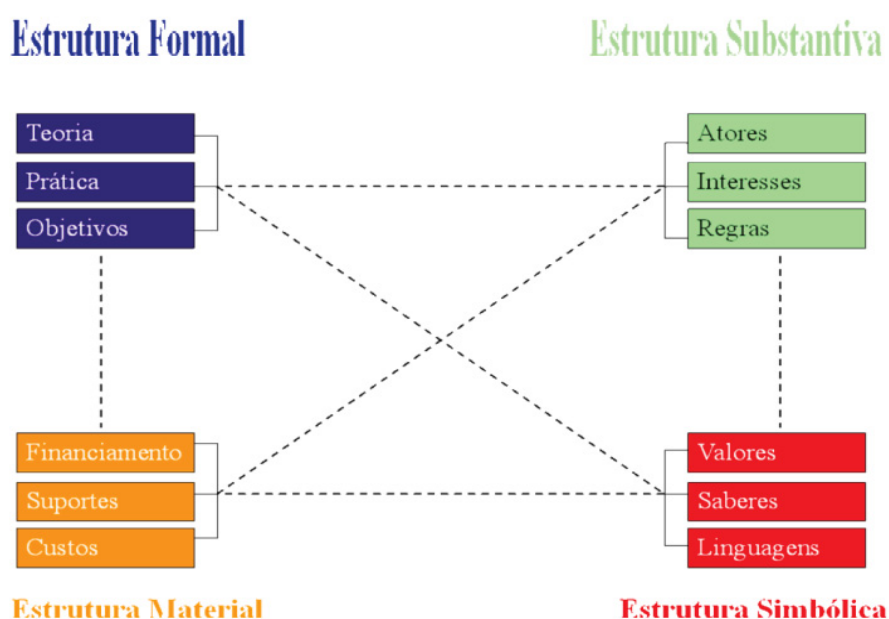 Estrutura Formal
Estrutura Substantiva
Teoria
Prática
Objetivos
Atores
Interesses
Regras
Financiamento
Suportes
Custos
Valores
Saberes
Linguagens
Estrutura Material
Estrutura Simbólica